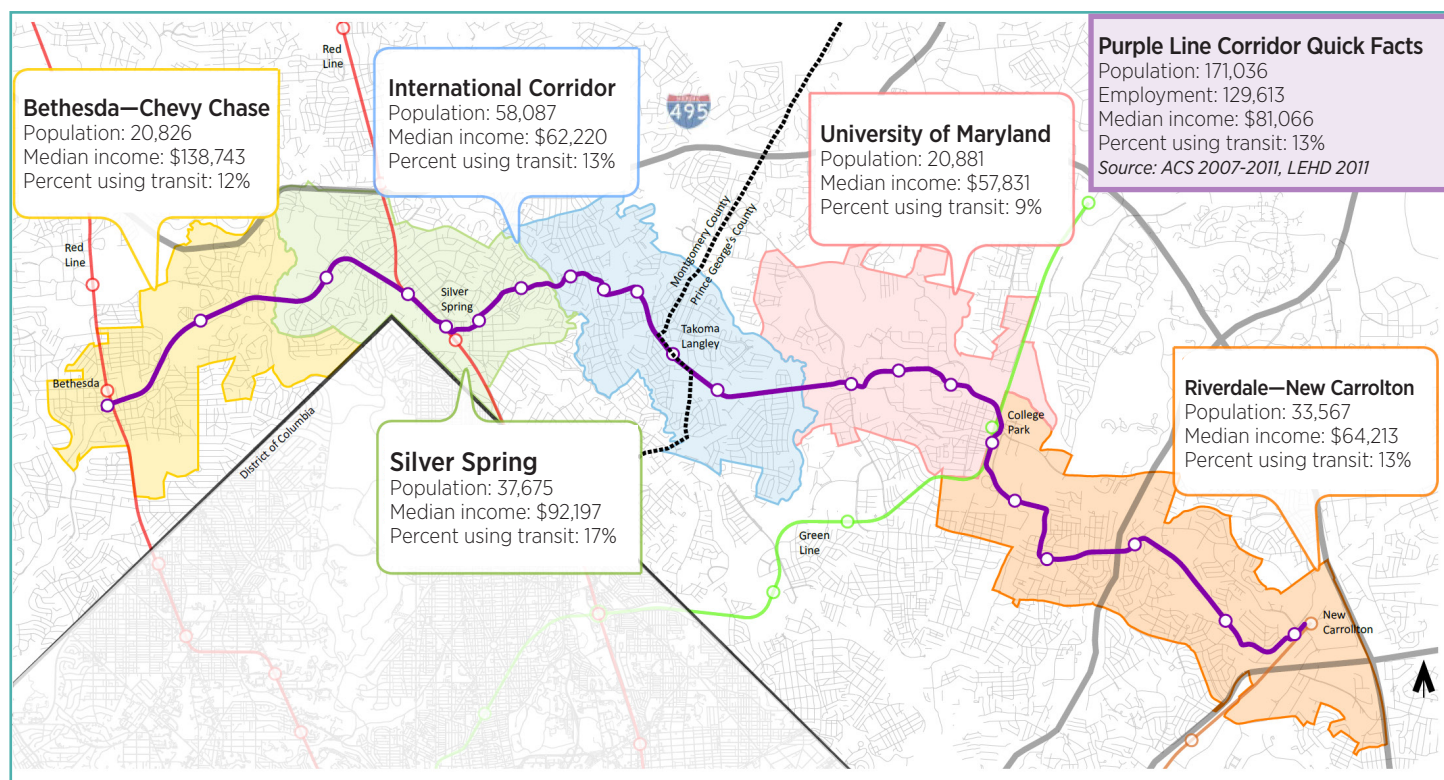 Purple Line Corridor Quick Facts
Population: 171,036
Employment: 129,613
Median income: $81,066
Percent using transit: 13%
Source: ACS 2007-2011, LEHD 2011
Bethesda—Chevy Chase
Population: 20,826
Median income: $138,743
Percent using transit: 12%
Red
Line
International Corridor
Population: 58,087
Median income: $62,220
Percent using transit: 13%
INTERSTATE
495
University of Maryland
Population: 20,881
Median income: $57,831
Percent using transit: 9%
Red
Line
Montgomery County
Prince George's County
Silver
Spring
Takoma
Langley
Bethesda
District of Columbia
College
Park
Riverdale—New Carrolton
Population: 33,567
Median income: $64,213
Percent using transit: 13%
Silver Spring
Population: 37,675
Median income: $92,197
Percent using transit: 17%
Green
Line
New
Carrollton